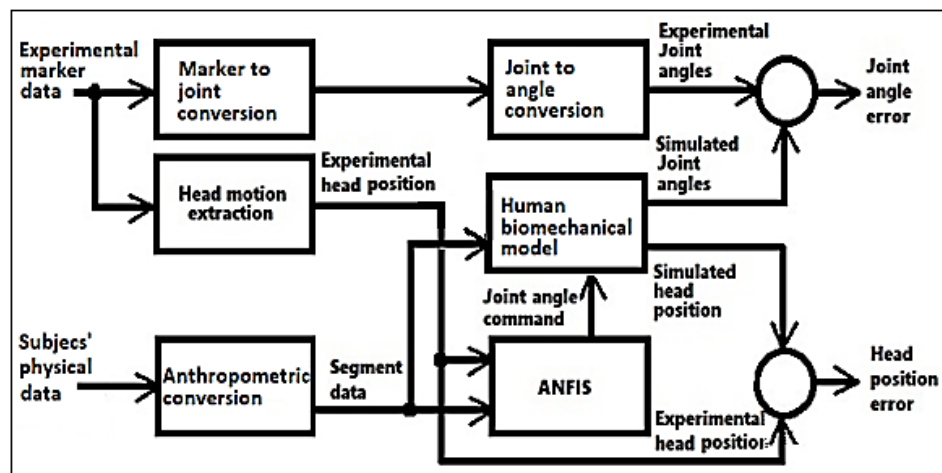 Experimental
marker
data
Marker to
joint
conversion
Joint to
angle
conversion
Experimental
Joint
angles
Joint
angle
error
Head motion
extraction
Experimental
head position
Simulated
Joint
angles
Human
biomechanical
model
Simulated
head
position
Joint angle
command
Subjecs'
physical
data
Anthropometric
conversion
Segment
data
ANFIS
Head
position
error
Experimental
head position